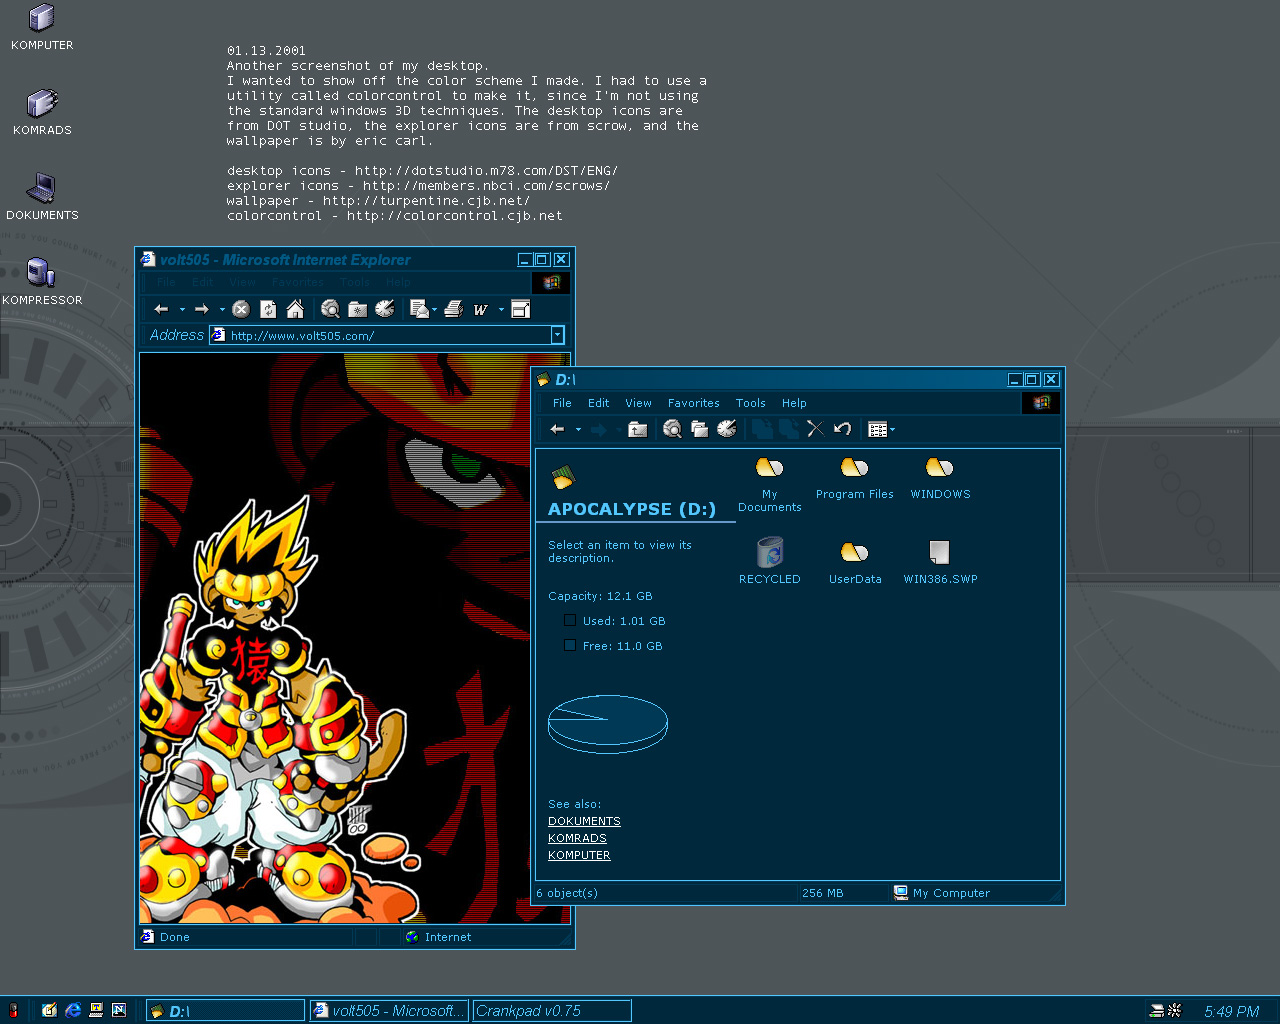 KOMPUTER
KOMRADS
DOKUMENTS
KOMPRESSOR
01.13.2001
Another screenshot of my desktop.
I wanted to show off the color scheme I made. I had to use a
utility called colorcontrol to make it, since I'm not using
the standard windows 3D techniques. The desktop icons are
from DOT studio, the explorer icons are from scrow, and the
wallpaper is by eric carl.
desktop icons - http://dotstudio.m78.com/DST/ENG/
explorer icons - http://members.nbci.com/scrows/
wallpaper - http://turpentine.cjb.net/
colorcontrol - http://colorcontrol.cjb.net
volt505 - Microsoft Internet Explorer
File Edit View Favorites Tools Help
W
Address http://www.volt505.com/
猿
Done
Internet
D:\
File Edit View Favorites Tools Help
APOCALYPSE (D:)
Select an item to view its
description.
Capacity: 12.1 GB
Used: 1.01 GB
Free: 11.0 GB
See also:
DOKUMENTS
KOMRADS
KOMPUTER
My
Documents
Program Files
WINDOWS
RECYCLED
UserData
WIN386.SWP
6 object(s)
256 MB
My Computer
D:\
volt505 - Microsoft...
Crankpad v0.75
5:49 PM